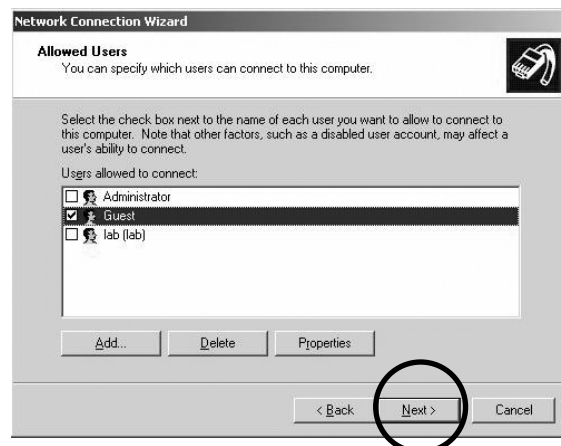 Network Connection Wizard
Allowed Users
You can specify which users can connect to this computer.
Select the check box next to the name of each user you want to allow to connect to
this computer. Note that other factors, such as a disabled user account, may affect a
user's ability to connect.
Users allowed to connect:
Administrator
Guest
lab (lab)
Add...
Delete
Properties
< Back
Next >
Cancel